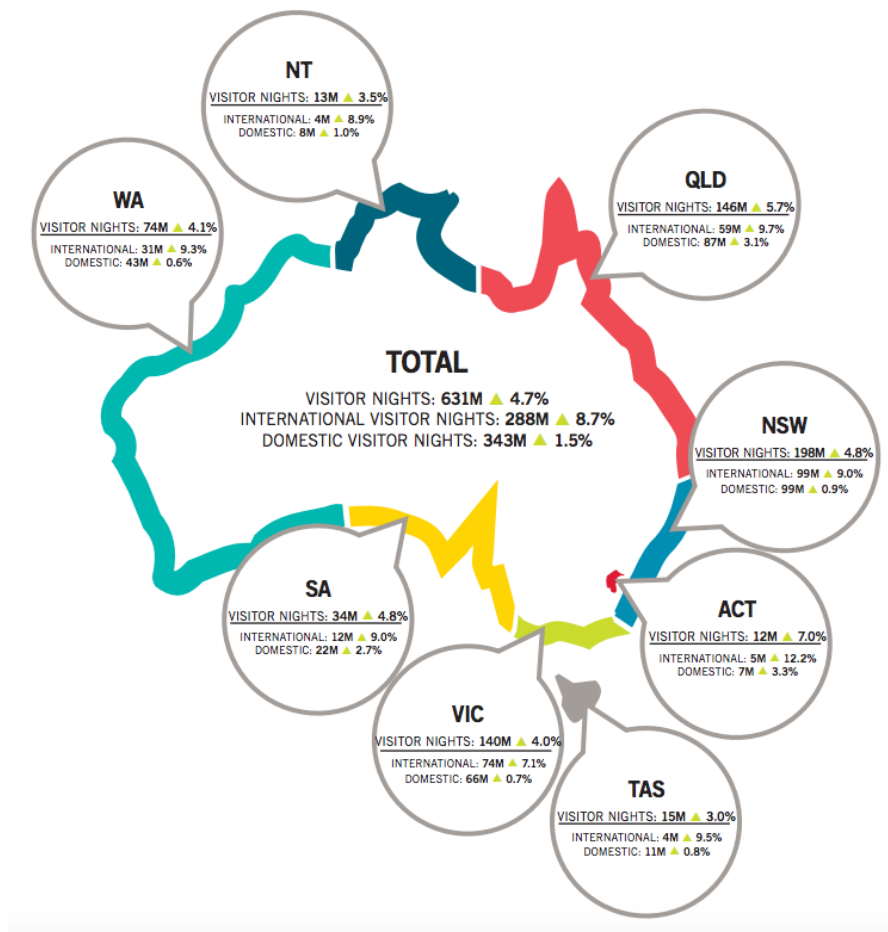 NT
VISITOR NIGHTS: 13M ▲ 3.5%
INTERNATIONAL: 4M ▲ 8.9%
DOMESTIC: 8M ▲ 1.0%
WA
VISITOR NIGHTS: 74M ▲ 4.1%
INTERNATIONAL: 31M ▲ 9.3%
DOMESTIC: 43M ▲ 0.6%
QLD
VISITOR NIGHTS: 146M ▲ 5.7%
INTERNATIONAL: 59M ▲ 9.7%
DOMESTIC: 87M ▲ 3.1%
TOTAL
VISITOR NIGHTS: 631M ▲ 4.7%
INTERNATIONAL VISITOR NIGHTS: 288M ▲ 8.7%
DOMESTIC VISITOR NIGHTS: 343M ▲ 1.5%
NSW
VISITOR NIGHTS: 198M ▲ 4.8%
INTERNATIONAL: 99M ▲ 9.0%
DOMESTIC: 99M ▲ 0.9%
SA
VISITOR NIGHTS: 34M ▲ 4.8%
INTERNATIONAL: 12M ▲ 9.0%
DOMESTIC: 22M ▲ 2.7%
ACT
VISITOR NIGHTS: 12M ▲ 7.0%
INTERNATIONAL: 5M ▲ 12.2%
DOMESTIC: 7M ▲ 3.3%
VIC
VISITOR NIGHTS: 140M ▲ 4.0%
INTERNATIONAL: 74M ▲ 7.1%
DOMESTIC: 66M ▲ 0.7%
TAS
VISITOR NIGHTS: 15M ▲ 3.0%
INTERNATIONAL: 4M ▲ 9.5%
DOMESTIC: 11M ▲ 0.8%